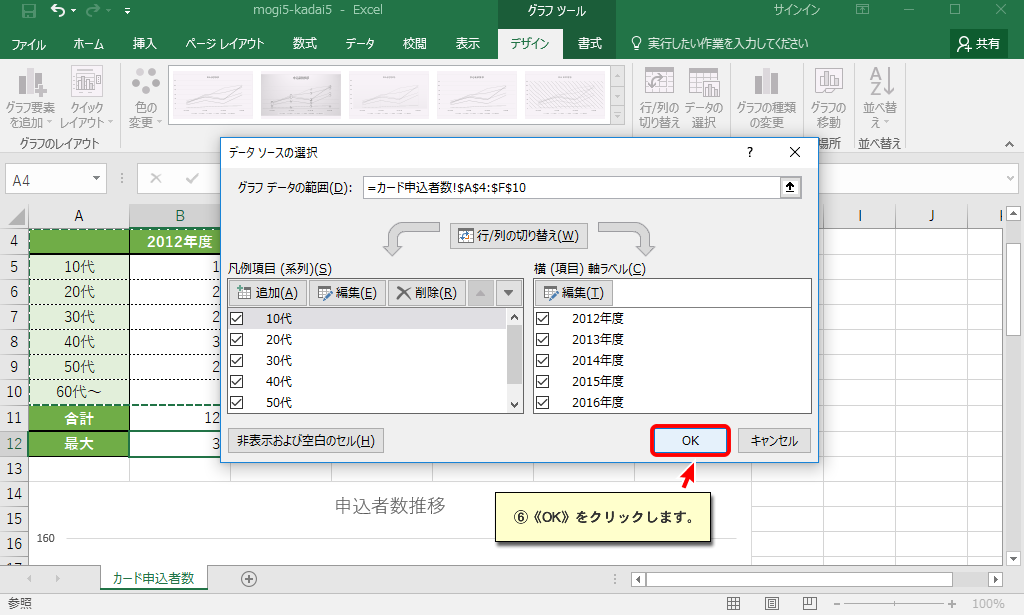 mogi5-kadai5 - Excel
グラフ ツール
サインイン
ファイル ホーム 挿入 ページ レイアウト 数式 データ 校閲 表示 デザイン 書式 実行したい作業を入力してください 共有
グラフ要素を追加 クイックレイアウト 色の変更 行/列の切り替え データの選択 グラフの種類の変更 グラフの移動 並べ替え
グラフのレイアウト 場所 並べ替え
A4
データ ソースの選択 ?
グラフ データの範囲(D): =カード申込者数!$A$4:$F$10
行/列の切り替え(W)
凡例項目 (系列)(S) 横 (項目) 軸ラベル(C)
追加(A) 編集(E) 削除(R) 編集(T)
10代 2012年度
20代 2013年度
30代 2014年度
40代 2015年度
50代 2016年度
非表示および空白のセル(H) OK キャンセル
A B I J
4 2012年度
5 10代 1
6 20代 2
7 30代 2
8 40代 3
9 50代 2
10 60代～
11 合計 12
12 最大 3
13
14
15
16
申込者数推移
160
⑥《OK》をクリックします。
カード申込者数
参照 100%